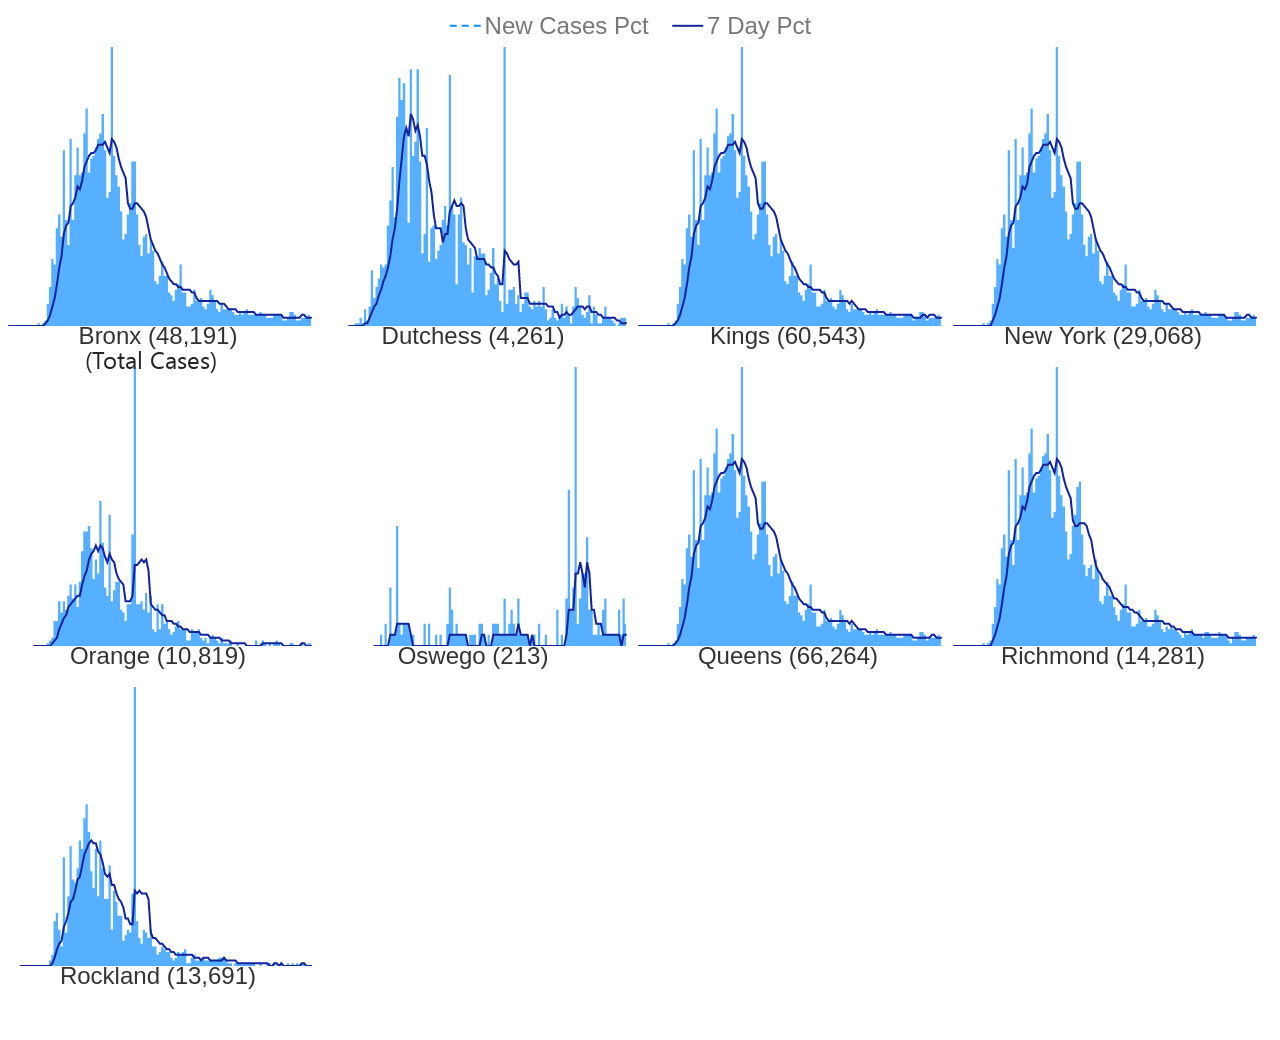 New Cases Pct 7 Day Pct
Bronx (48,191)
(Total Cases)
Dutchess (4,261)
Kings (60,543)
New York (29,068)
Orange (10,819)
Oswego (213)
Queens (66,264)
Richmond (14,281)
Rockland (13,691)